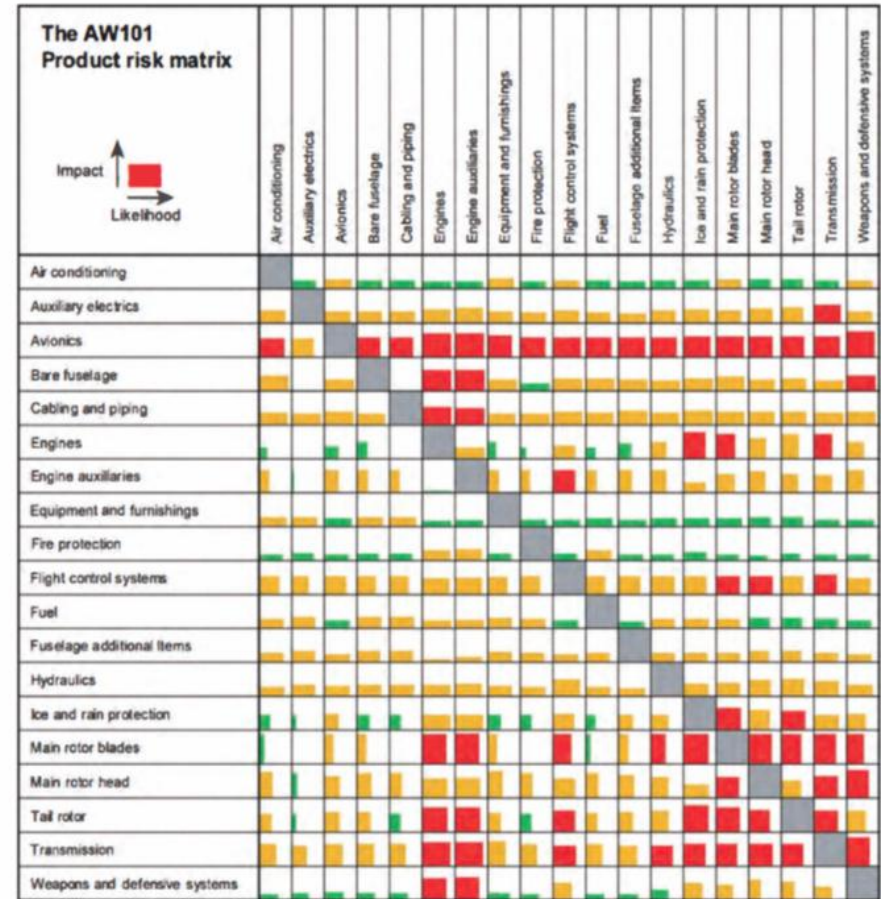 The AW101
Product risk matrix
Impact
Likelihood
Air conditioning
Auxiliary electrics
Avionics
Bare fuselage
Cabling and piping
Engines
Engine auxiliaries
Equipment and furnishings
Fire protection
Flight control systems
Fuel
Fuselage additional Items
Hydraulics
Ice and rain protection
Main rotor blades
Main rotor head
Tail rotor
Transmission
Weapons and defensive systems
Air conditioning
Auxiliary electrics
Avionics
Bare fuselage
Cabling and piping
Engines
Engine auxillaries
Equipment and furnishings
Fire protection
Flight control systems
Fuel
Fuselage additional Items
Hydraulics
Ice and rain protection
Main rotor blades
Main rotor head
Tail rotor
Transmission
Weapons and defensive systems